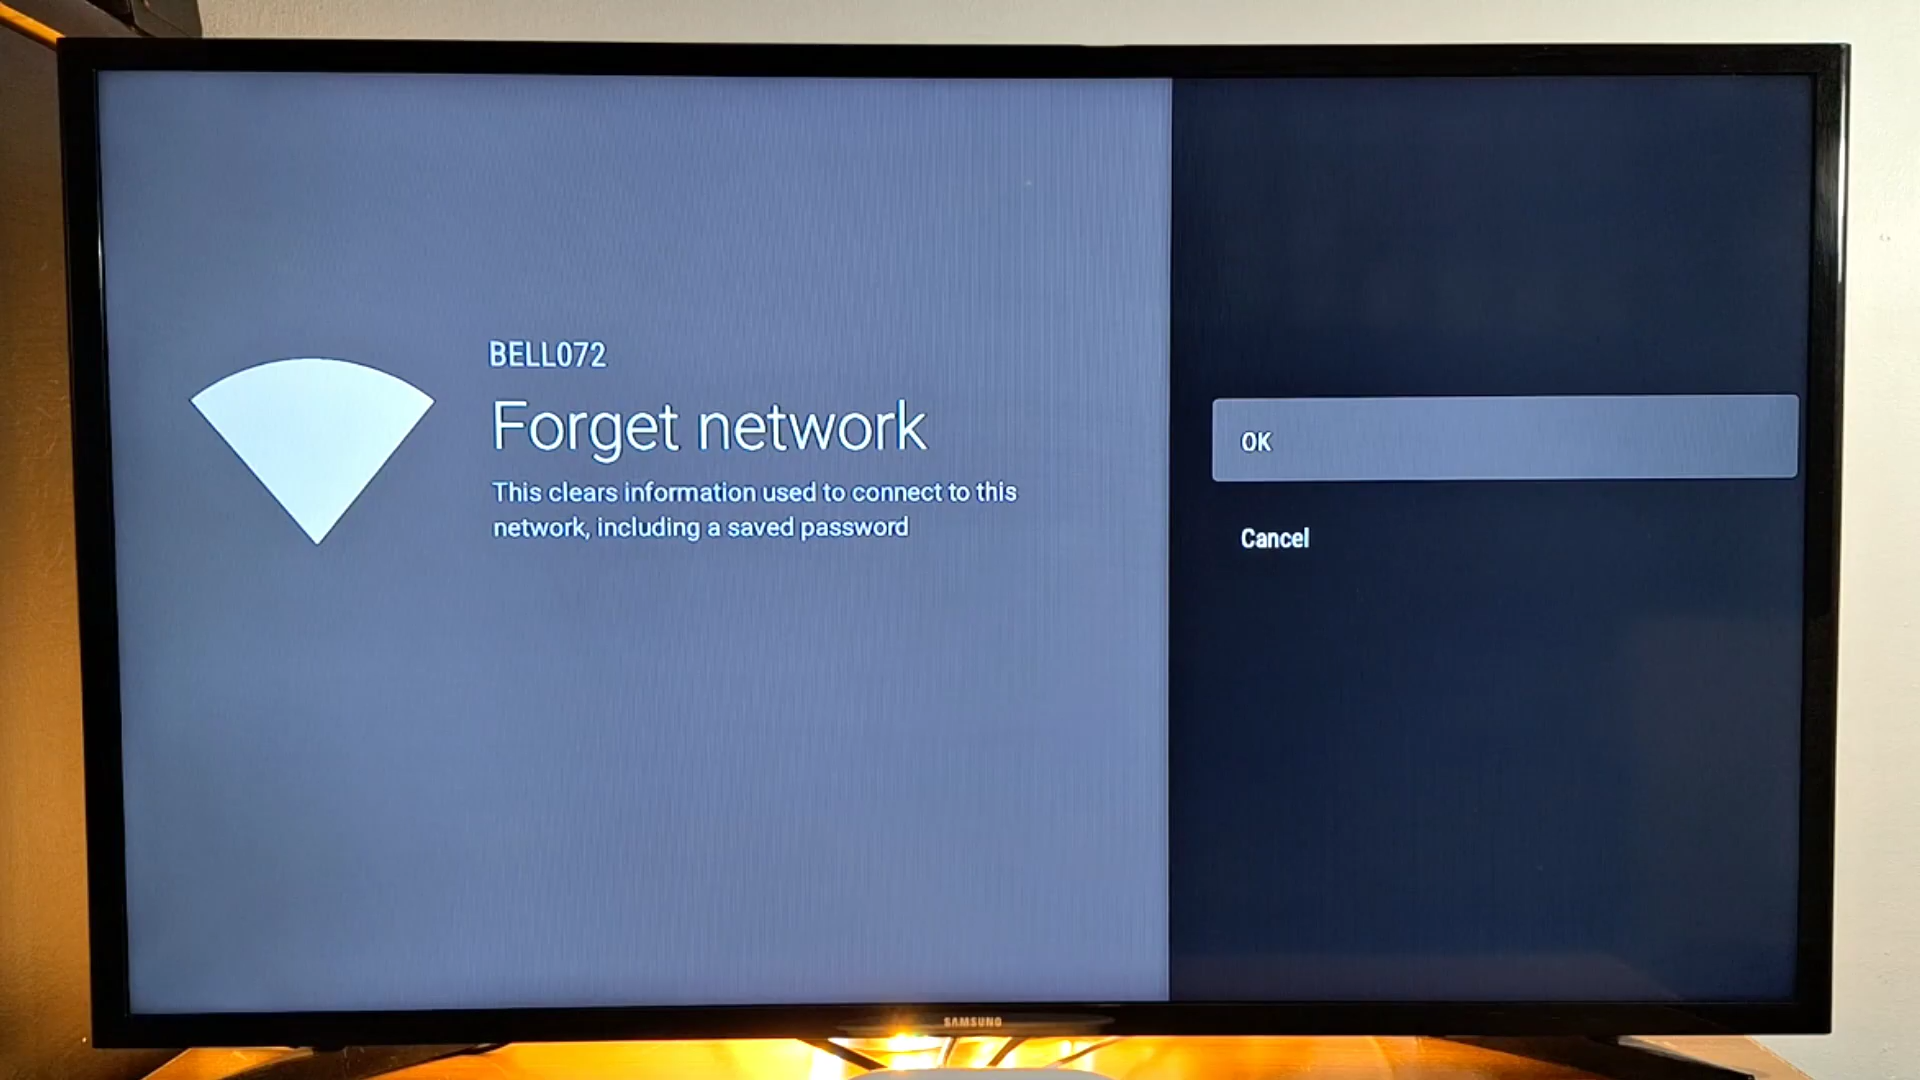 BELL072
Forget network
This clears information used to connect to this
network, including a saved password
OK
Cancel
SAMSUNG